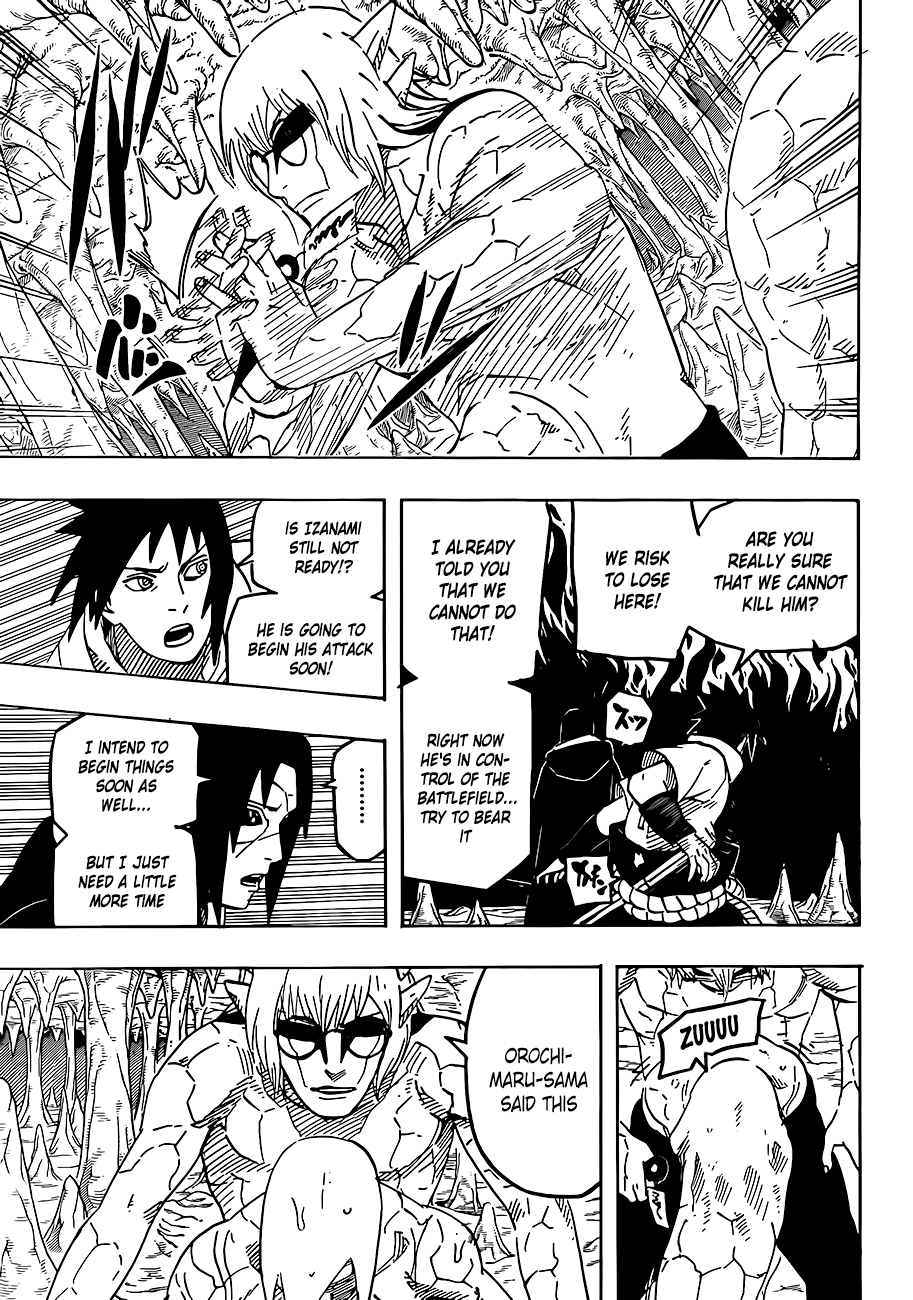 バババ
ARE YOU
REALLY SURE
THAT WE CANNOT
KILL HIM?
WE RISK
TO LOSE
HERE!
I ALREADY
TOLD YOU
THAT WE
CANNOT DO
THAT!
RIGHT NOW
HE'S IN CON-
TROL OF THE
BATTLEFIELD...
TRY TO BEAR
IT
IS IZANAMI
STILL NOT
READY!?
HE IS GOING TO
BEGIN HIS ATTACK
SOON!
.........
I INTEND TO
BEGIN THINGS
SOON AS
WELL...
BUT I JUST
NEED A LITTLE
MORE TIME
ZUUUU
OROCHI-
MARU-SAMA
SAID THIS